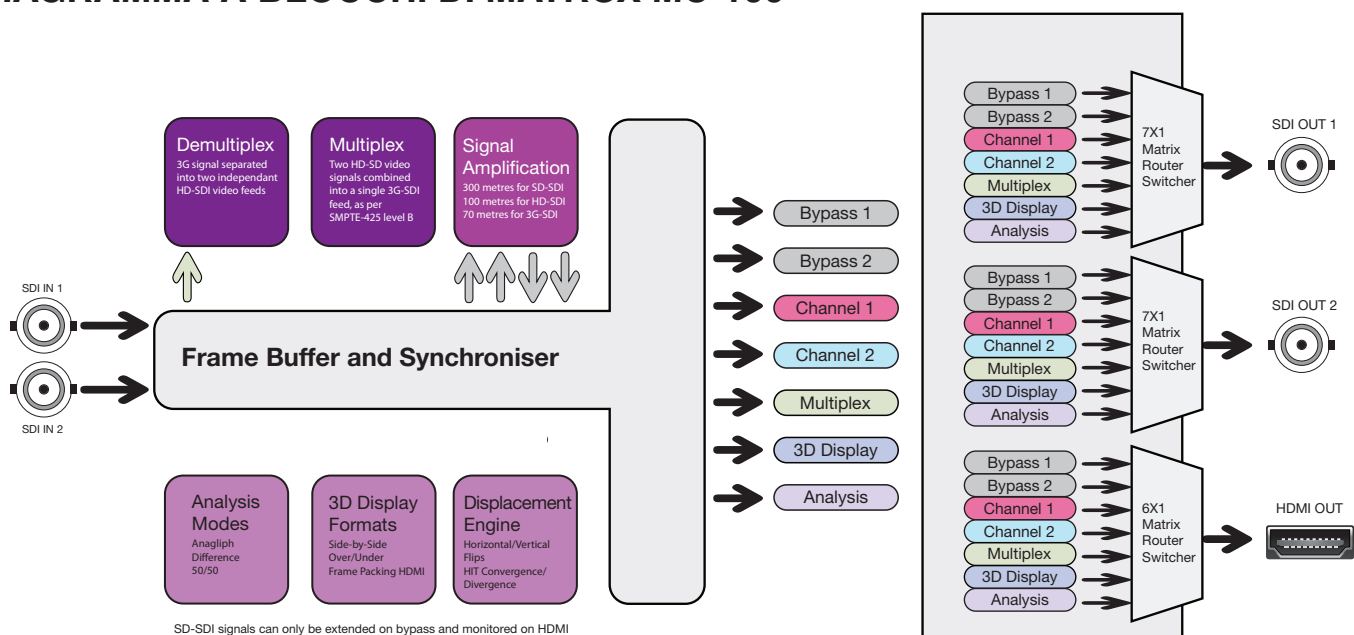 Demultiplex
3G signal separated
into two independant
HD-SDI video feeds
Multiplex
Two HD-SD video
signals combined
into a single 3G-SDI
feed, as per
SMPTE-425 level B
Signal
Amplification
300 metres for SD-SDI
100 metres for HD-SDI
70 metres for 3G-SDI
SDI IN 1
SDI IN 2
Frame Buffer and Synchroniser
Analysis
Modes
Anagliph
Difference
50/50
3D Display
Formats
Side-by-Side
Over/Under
Frame Packing HDMI
Displacement
Engine
Horizontal/Vertical
Flips
HIT Convergence/
Divergence
SD-SDI signals can only be extended on bypass and monitored on HDMI
Bypass 1
Bypass 2
Channel 1
Channel 2
Multiplex
3D Display
Analysis
Bypass 1
Bypass 2
Channel 1
Channel 2
Multiplex
3D Display
Analysis
7X1
Matrix
Router
Switcher
SDI OUT 1
Bypass 1
Bypass 2
Channel 1
Channel 2
Multiplex
3D Display
Analysis
7X1
Matrix
Router
Switcher
SDI OUT 2
Bypass 1
Bypass 2
Channel 1
Channel 2
Multiplex
3D Display
Analysis
6X1
Matrix
Router
Switcher
HDMI OUT